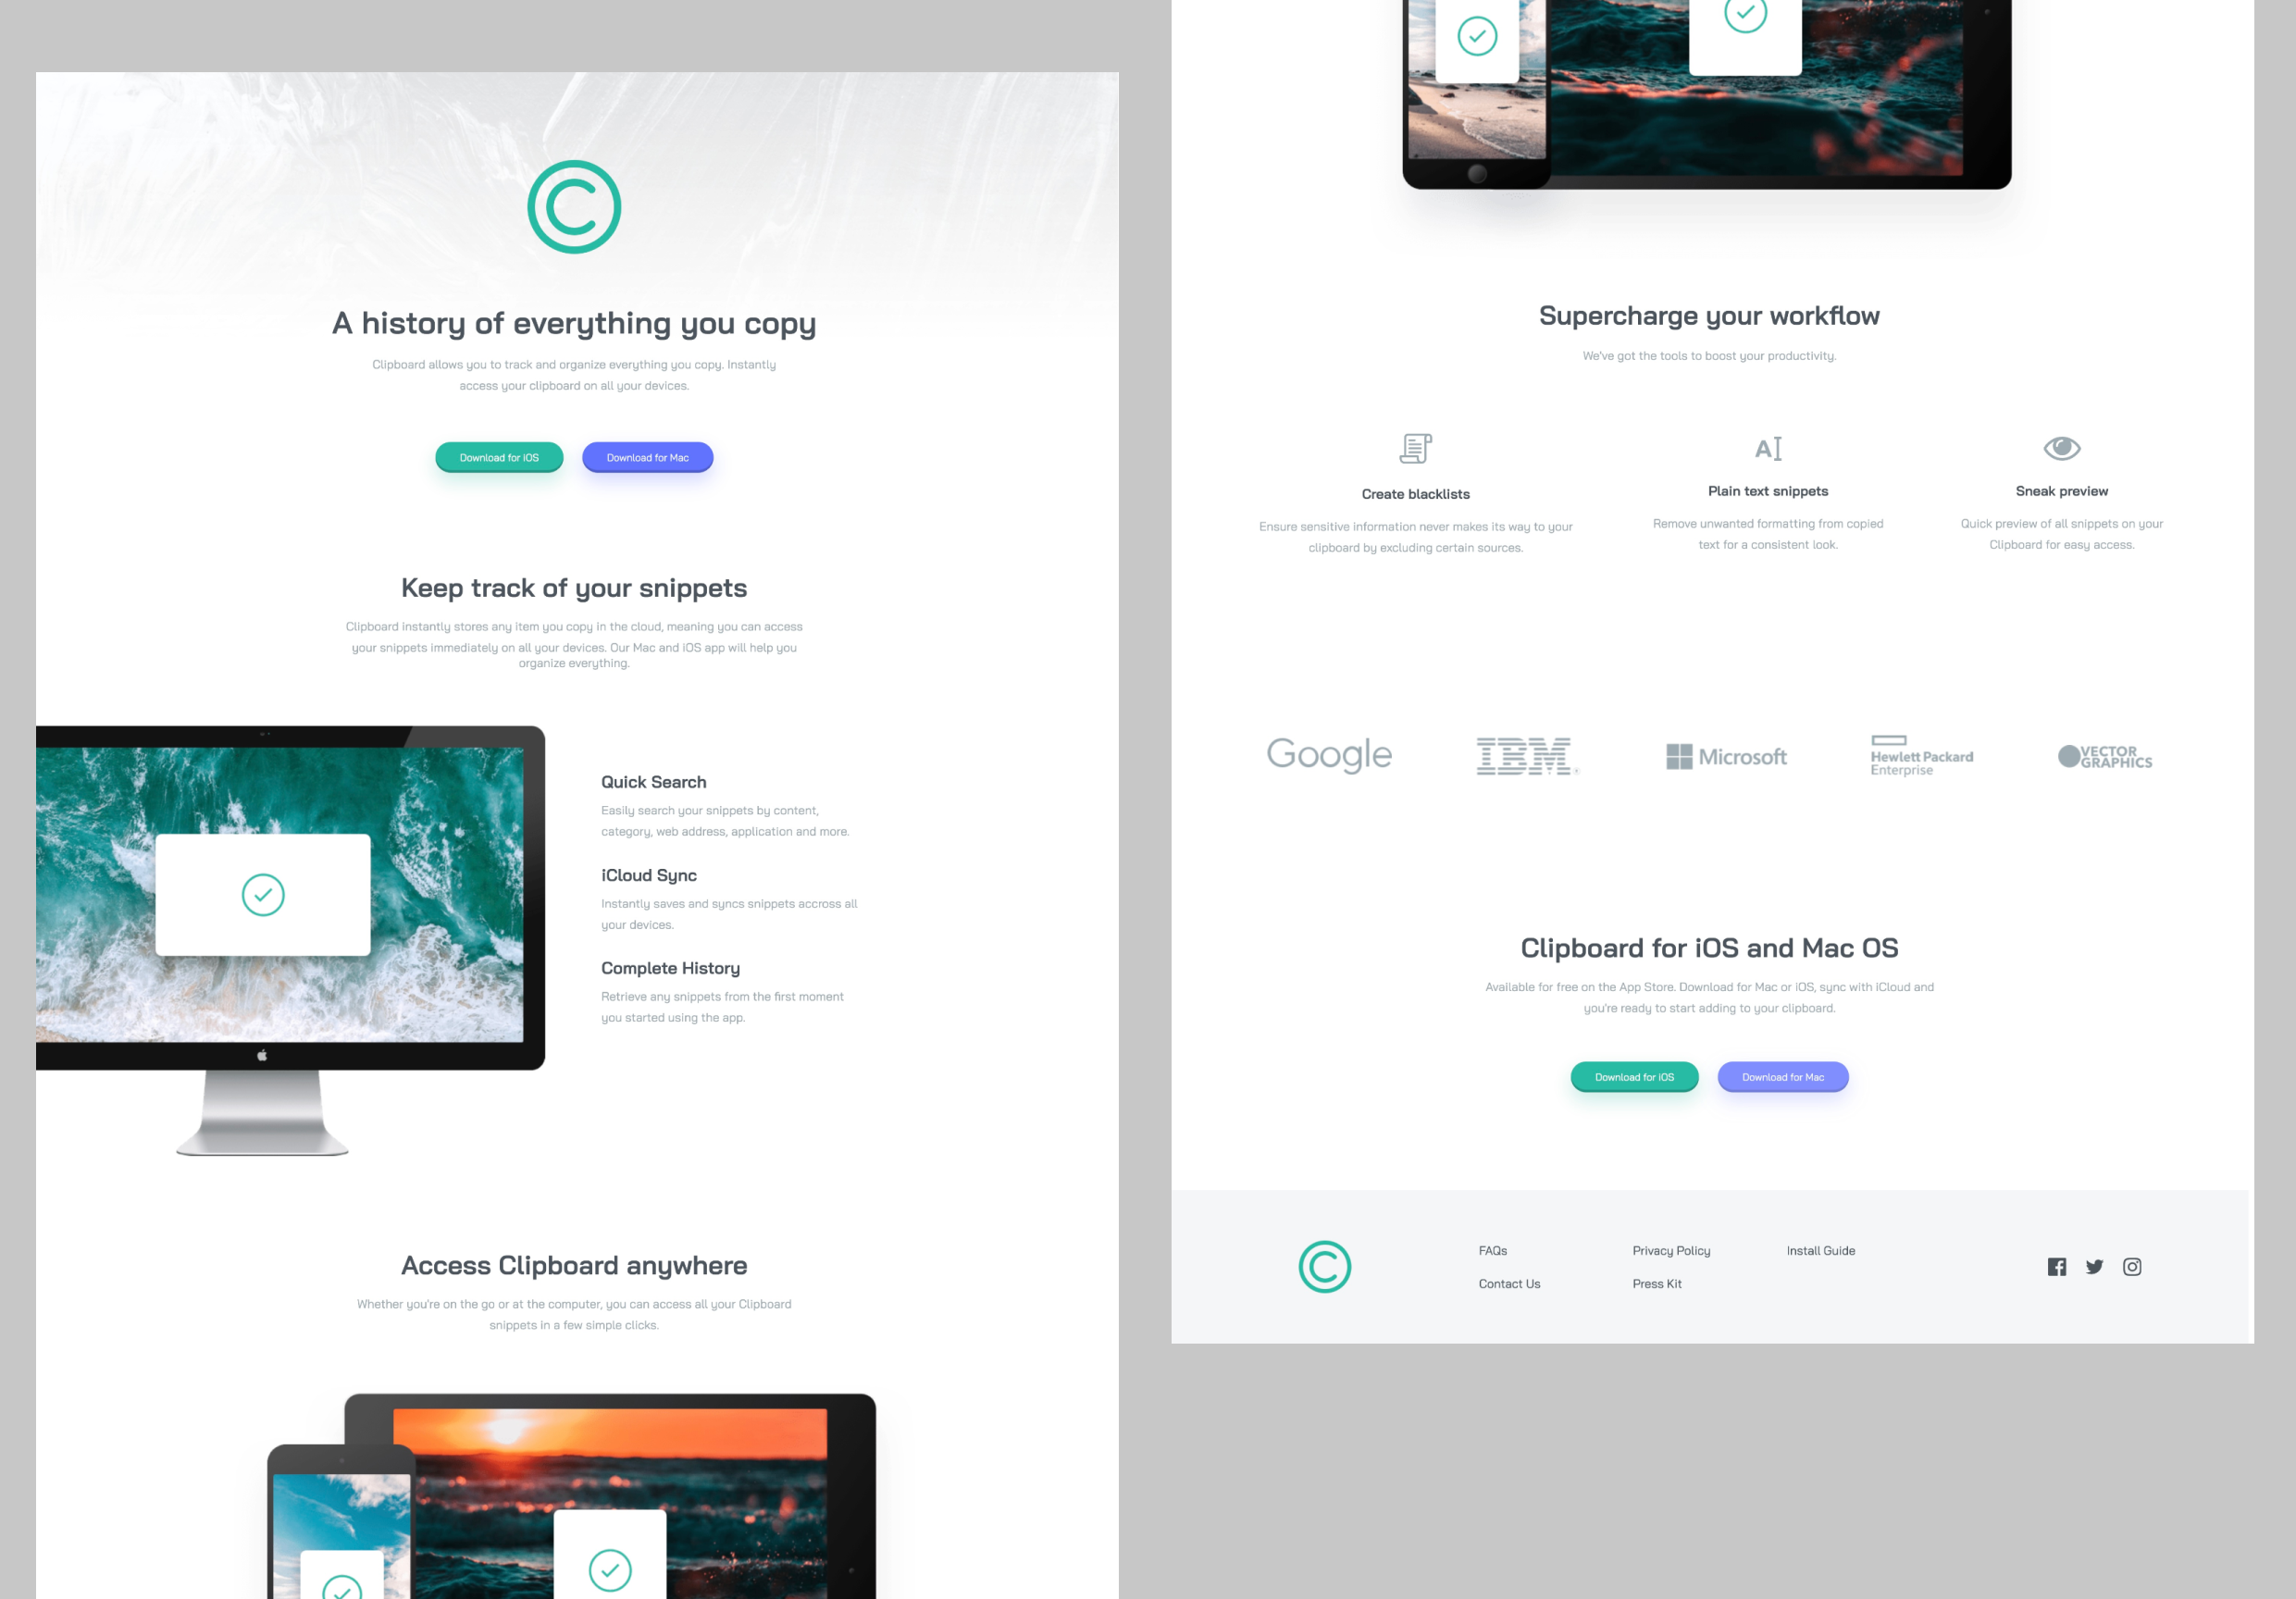 A history of everything you copy
Clipboard allows you to track and organize everything you copy. Instantly
access your clipboard on all your devices.
Download for iOS
Download for Mac
Keep track of your snippets
Clipboard instantly stores any item you copy in the cloud, meaning you can access
your snippets immediately on all your devices. Our Mac and iOS app will help you
organize everything.
Quick Search
Easily search your snippets by content,
category, web address, application and more.
iCloud Sync
Instantly saves and syncs snippets accross all
your devices.
Complete History
Retrieve any snippets from the first moment
you started using the app.
Access Clipboard anywhere
Whether you're on the go or at the computer, you can access all your Clipboard
snippets in a few simple clicks.
Supercharge your workflow
We've got the tools to boost your productivity.
Create blacklists
Ensure sensitive information never makes its way to your
clipboard by excluding certain sources.
AI
Plain text snippets
Remove unwanted formatting from copied
text for a consistent look.
Sneak preview
Quick preview of all snippets on your
Clipboard for easy access.
Google
IBM
Microsoft
Hewlett Packard
Enterprise
VECTOR
GRAPHICS
Clipboard for iOS and Mac OS
Available for free on the App Store. Download for Mac or iOS, sync with iCloud and
you're ready to start adding to your clipboard.
Download for iOS
Download for Mac
FAQs
Contact Us
Privacy Policy
Press Kit
Install Guide